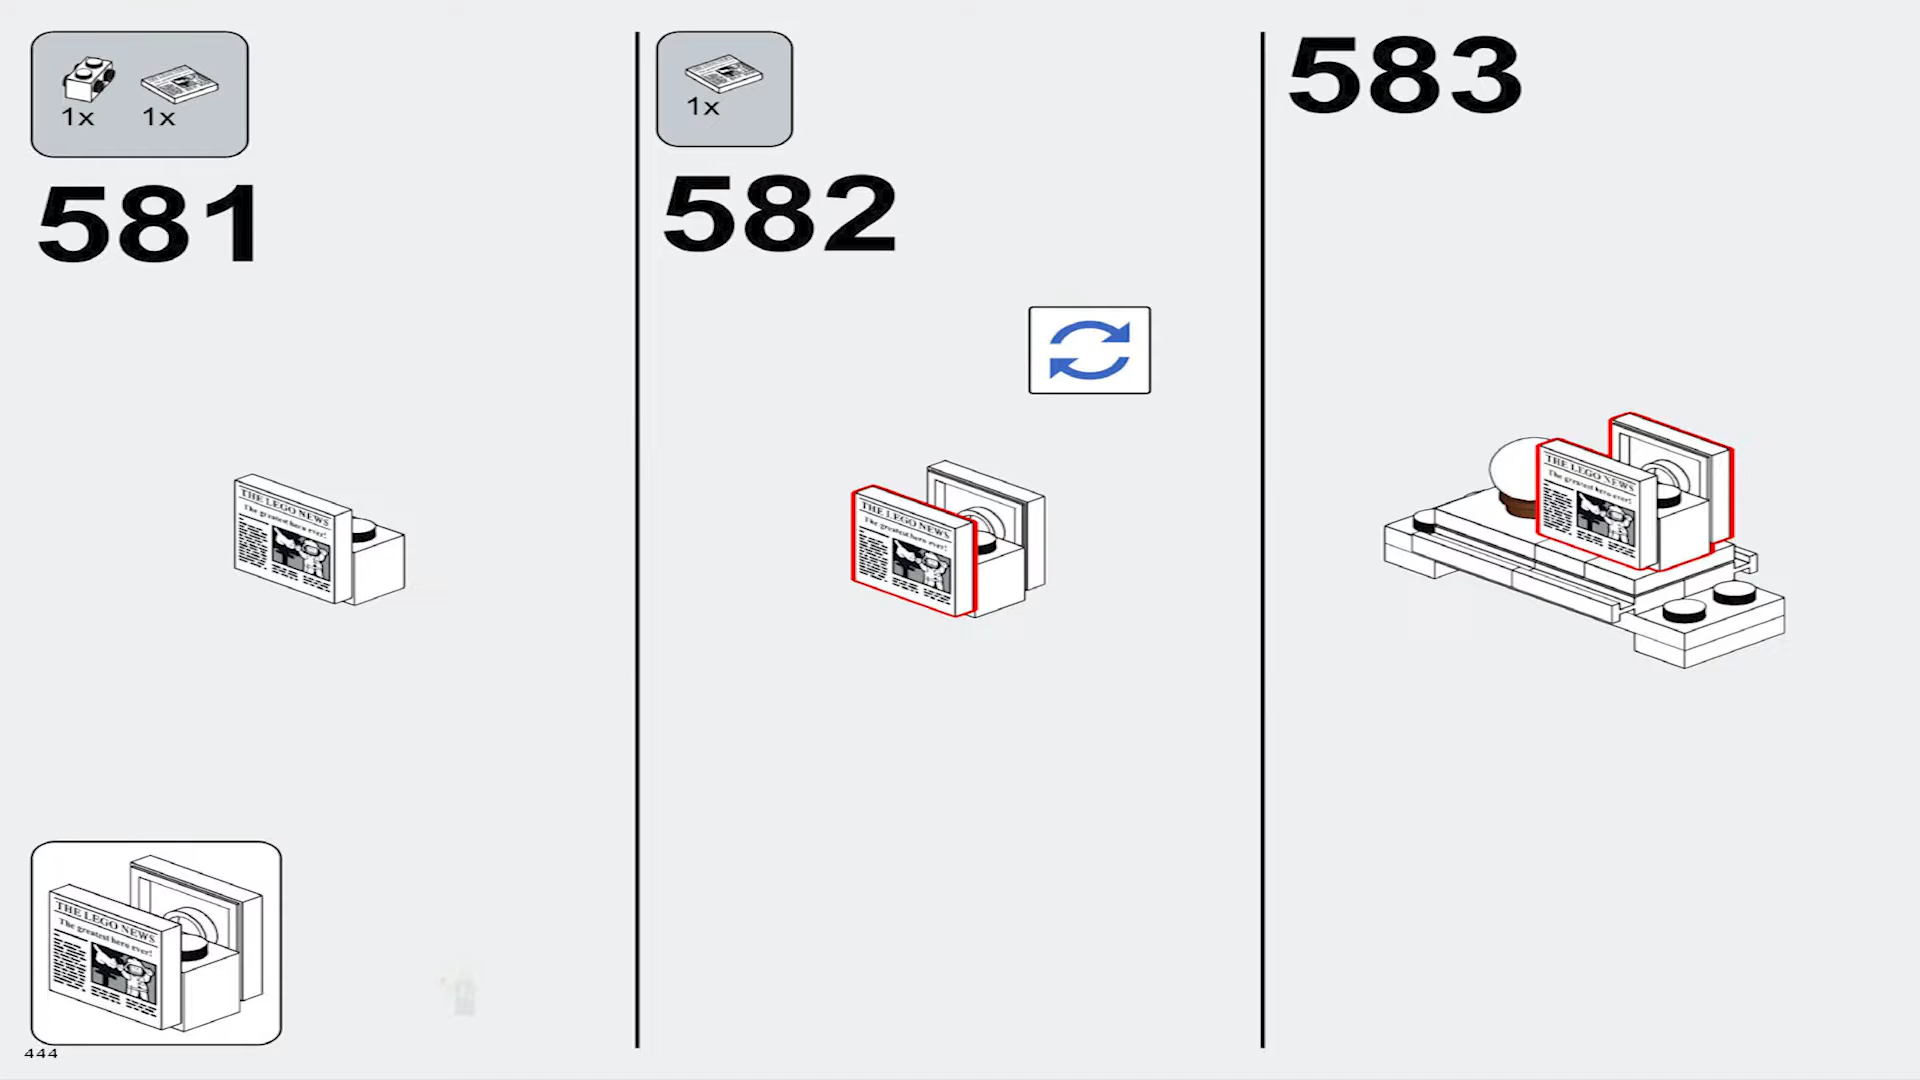 1x 1x
581
THE LEGO NEWS
The greatest hero ever!
THE LEGO NEWS
The greatest hero ever!
444
1x
582
THE LEGO NEWS
The greatest hero ever!
583
THE LEGO NEWS
The greatest hero ever!